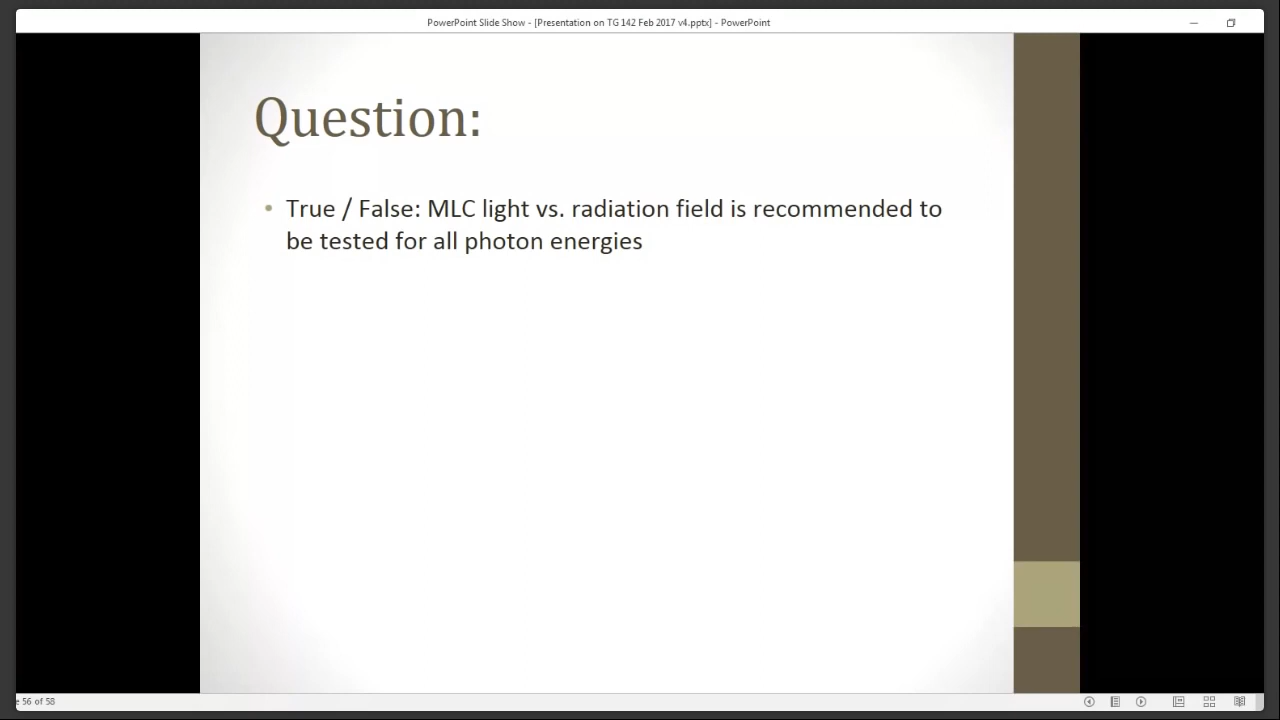 PowerPoint Slide Show - [Presentation on TG 142 Feb 2017 v4.pptx] - PowerPoint
Question:
• True / False: MLC light vs. radiation field is recommended to
be tested for all photon energies
e 56 of 58